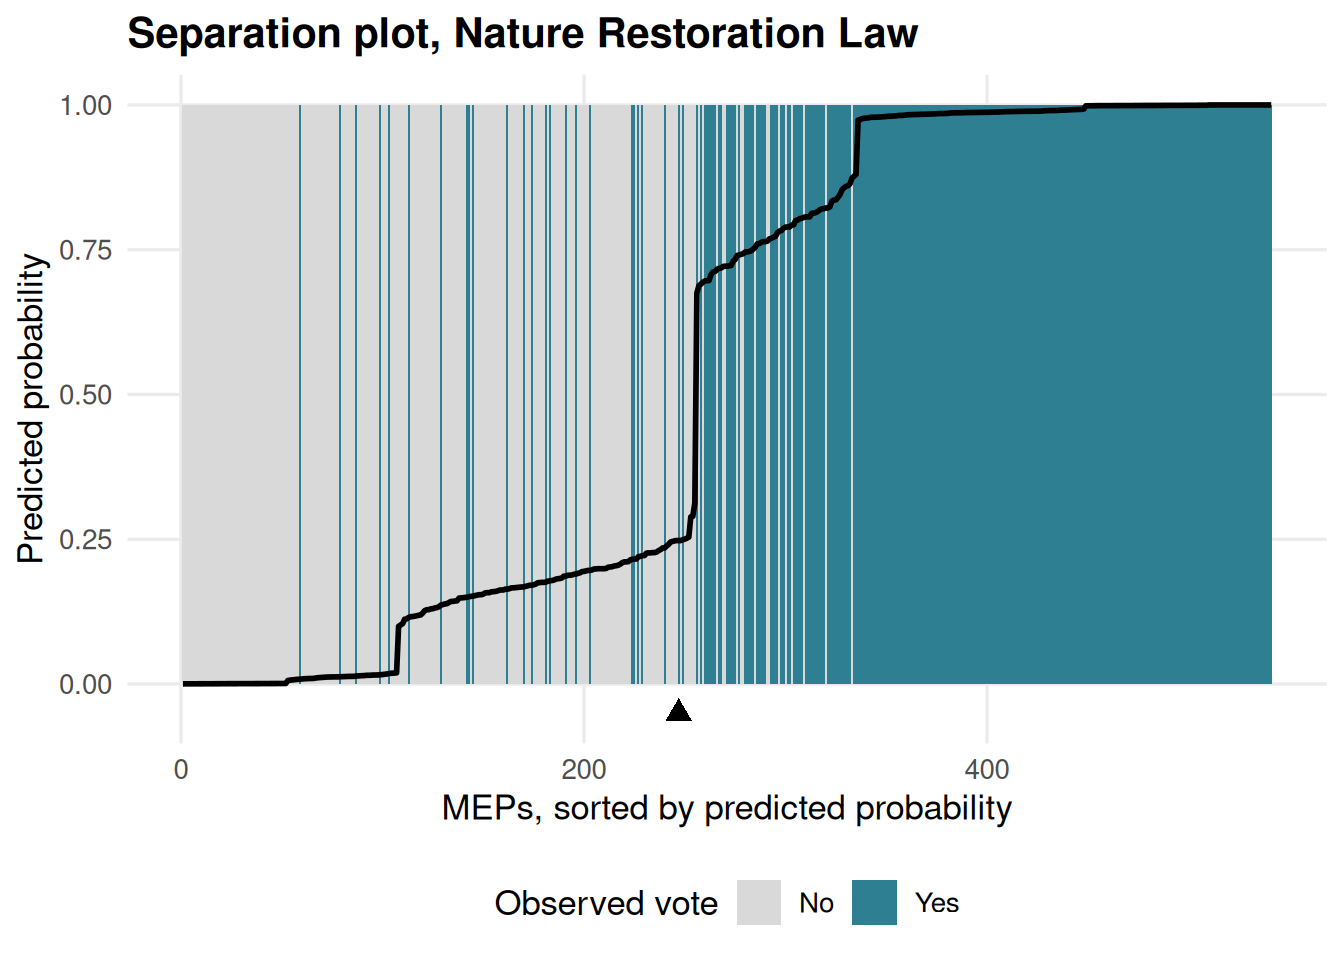 Separation plot, Nature Restoration Law
Predicted probability
1.00
0.75
0.50
0.25
0.00
0 200 400
MEPs, sorted by predicted probability
Observed vote No Yes